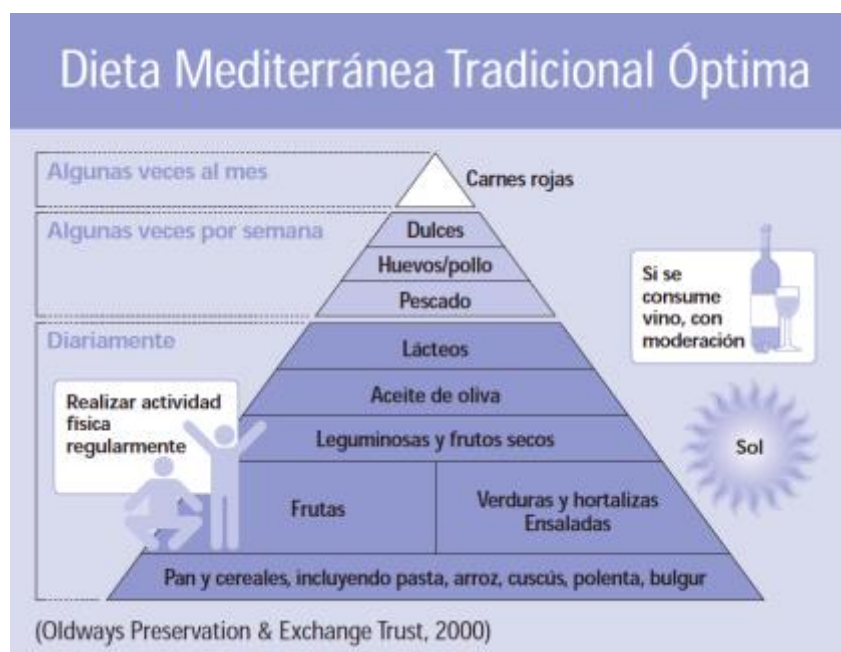 Dieta Mediterránea Tradicional Óptima
Algunas veces al mes
Carnes rojas
Algunas veces por semana
Dulces
Huevos/pollo
Pescado
Si se
consume
vino, con
moderación
Diariamente
Lácteos
Aceite de oliva
Realizar actividad
física
regularmente
Leguminosas y frutos secos
Sol
Frutas
Verduras y hortalizas
Ensaladas
Pan y cereales, incluyendo pasta, arroz, cuscús, polenta, bulgur
(Oldways Preservation & Exchange Trust, 2000)